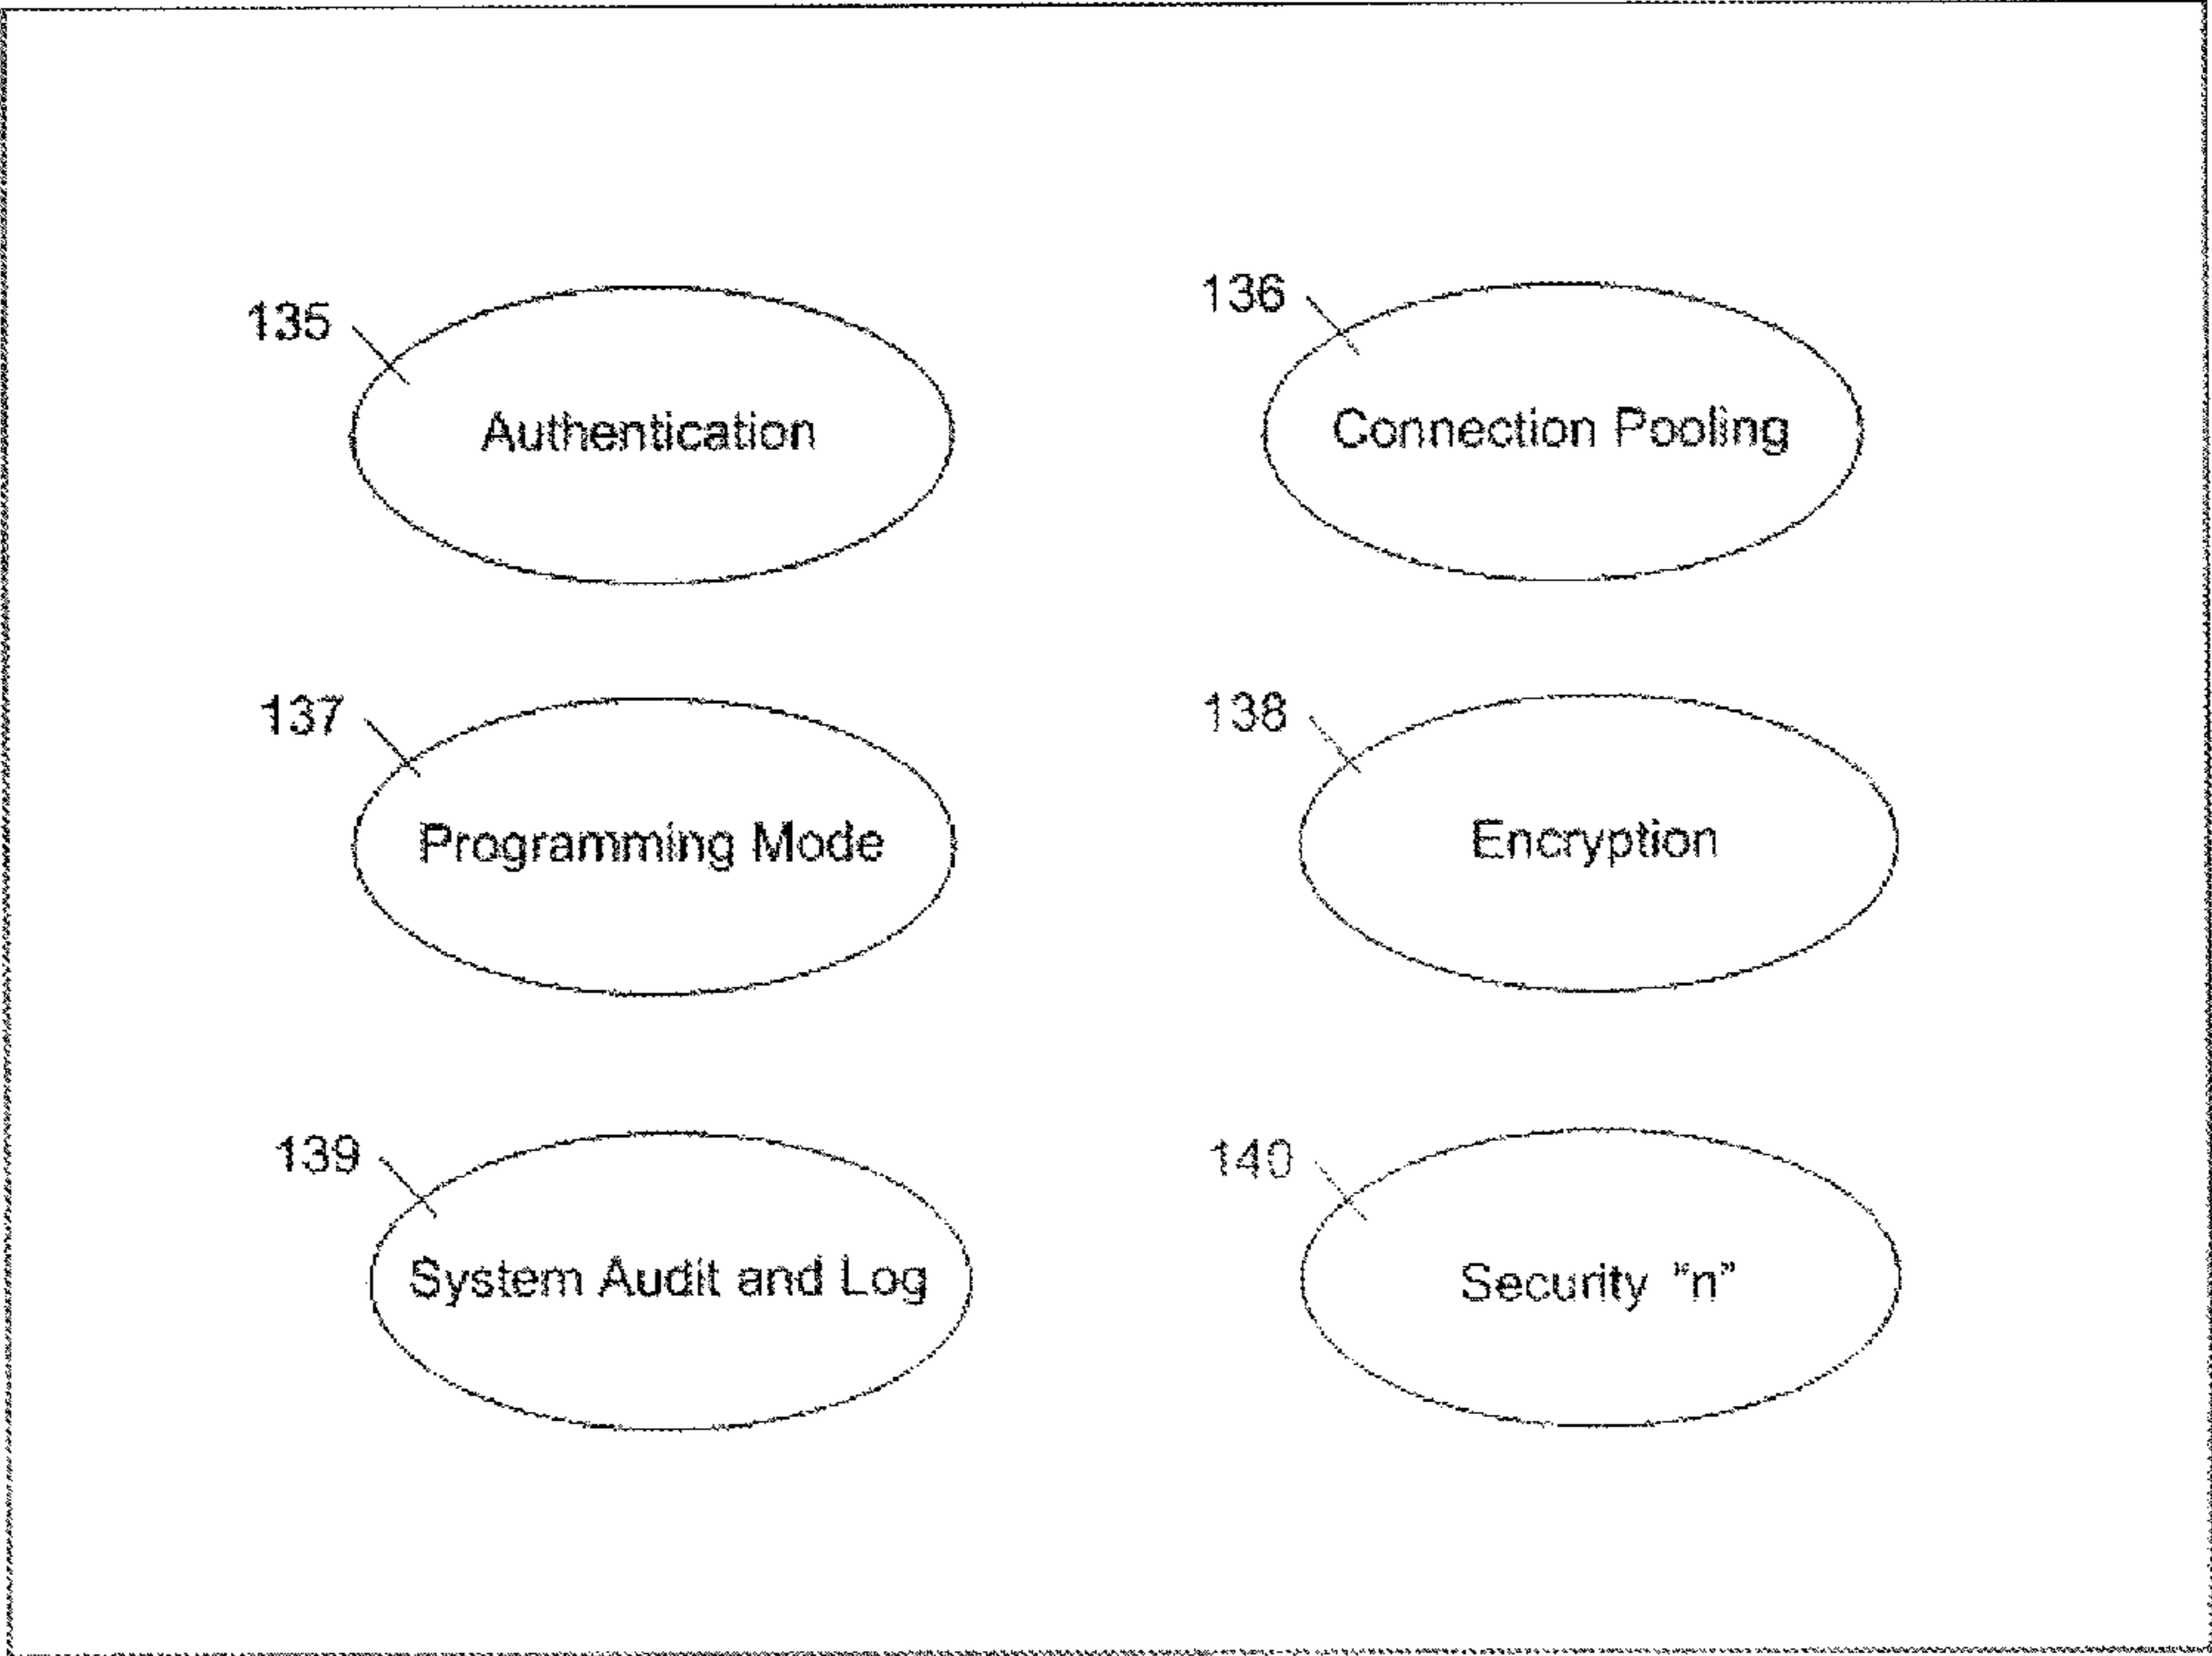 135
Authentication
136
Connection Pooling
137
Programming Mode
138
Encryption
139
System Audit and Log
140
Security “n”